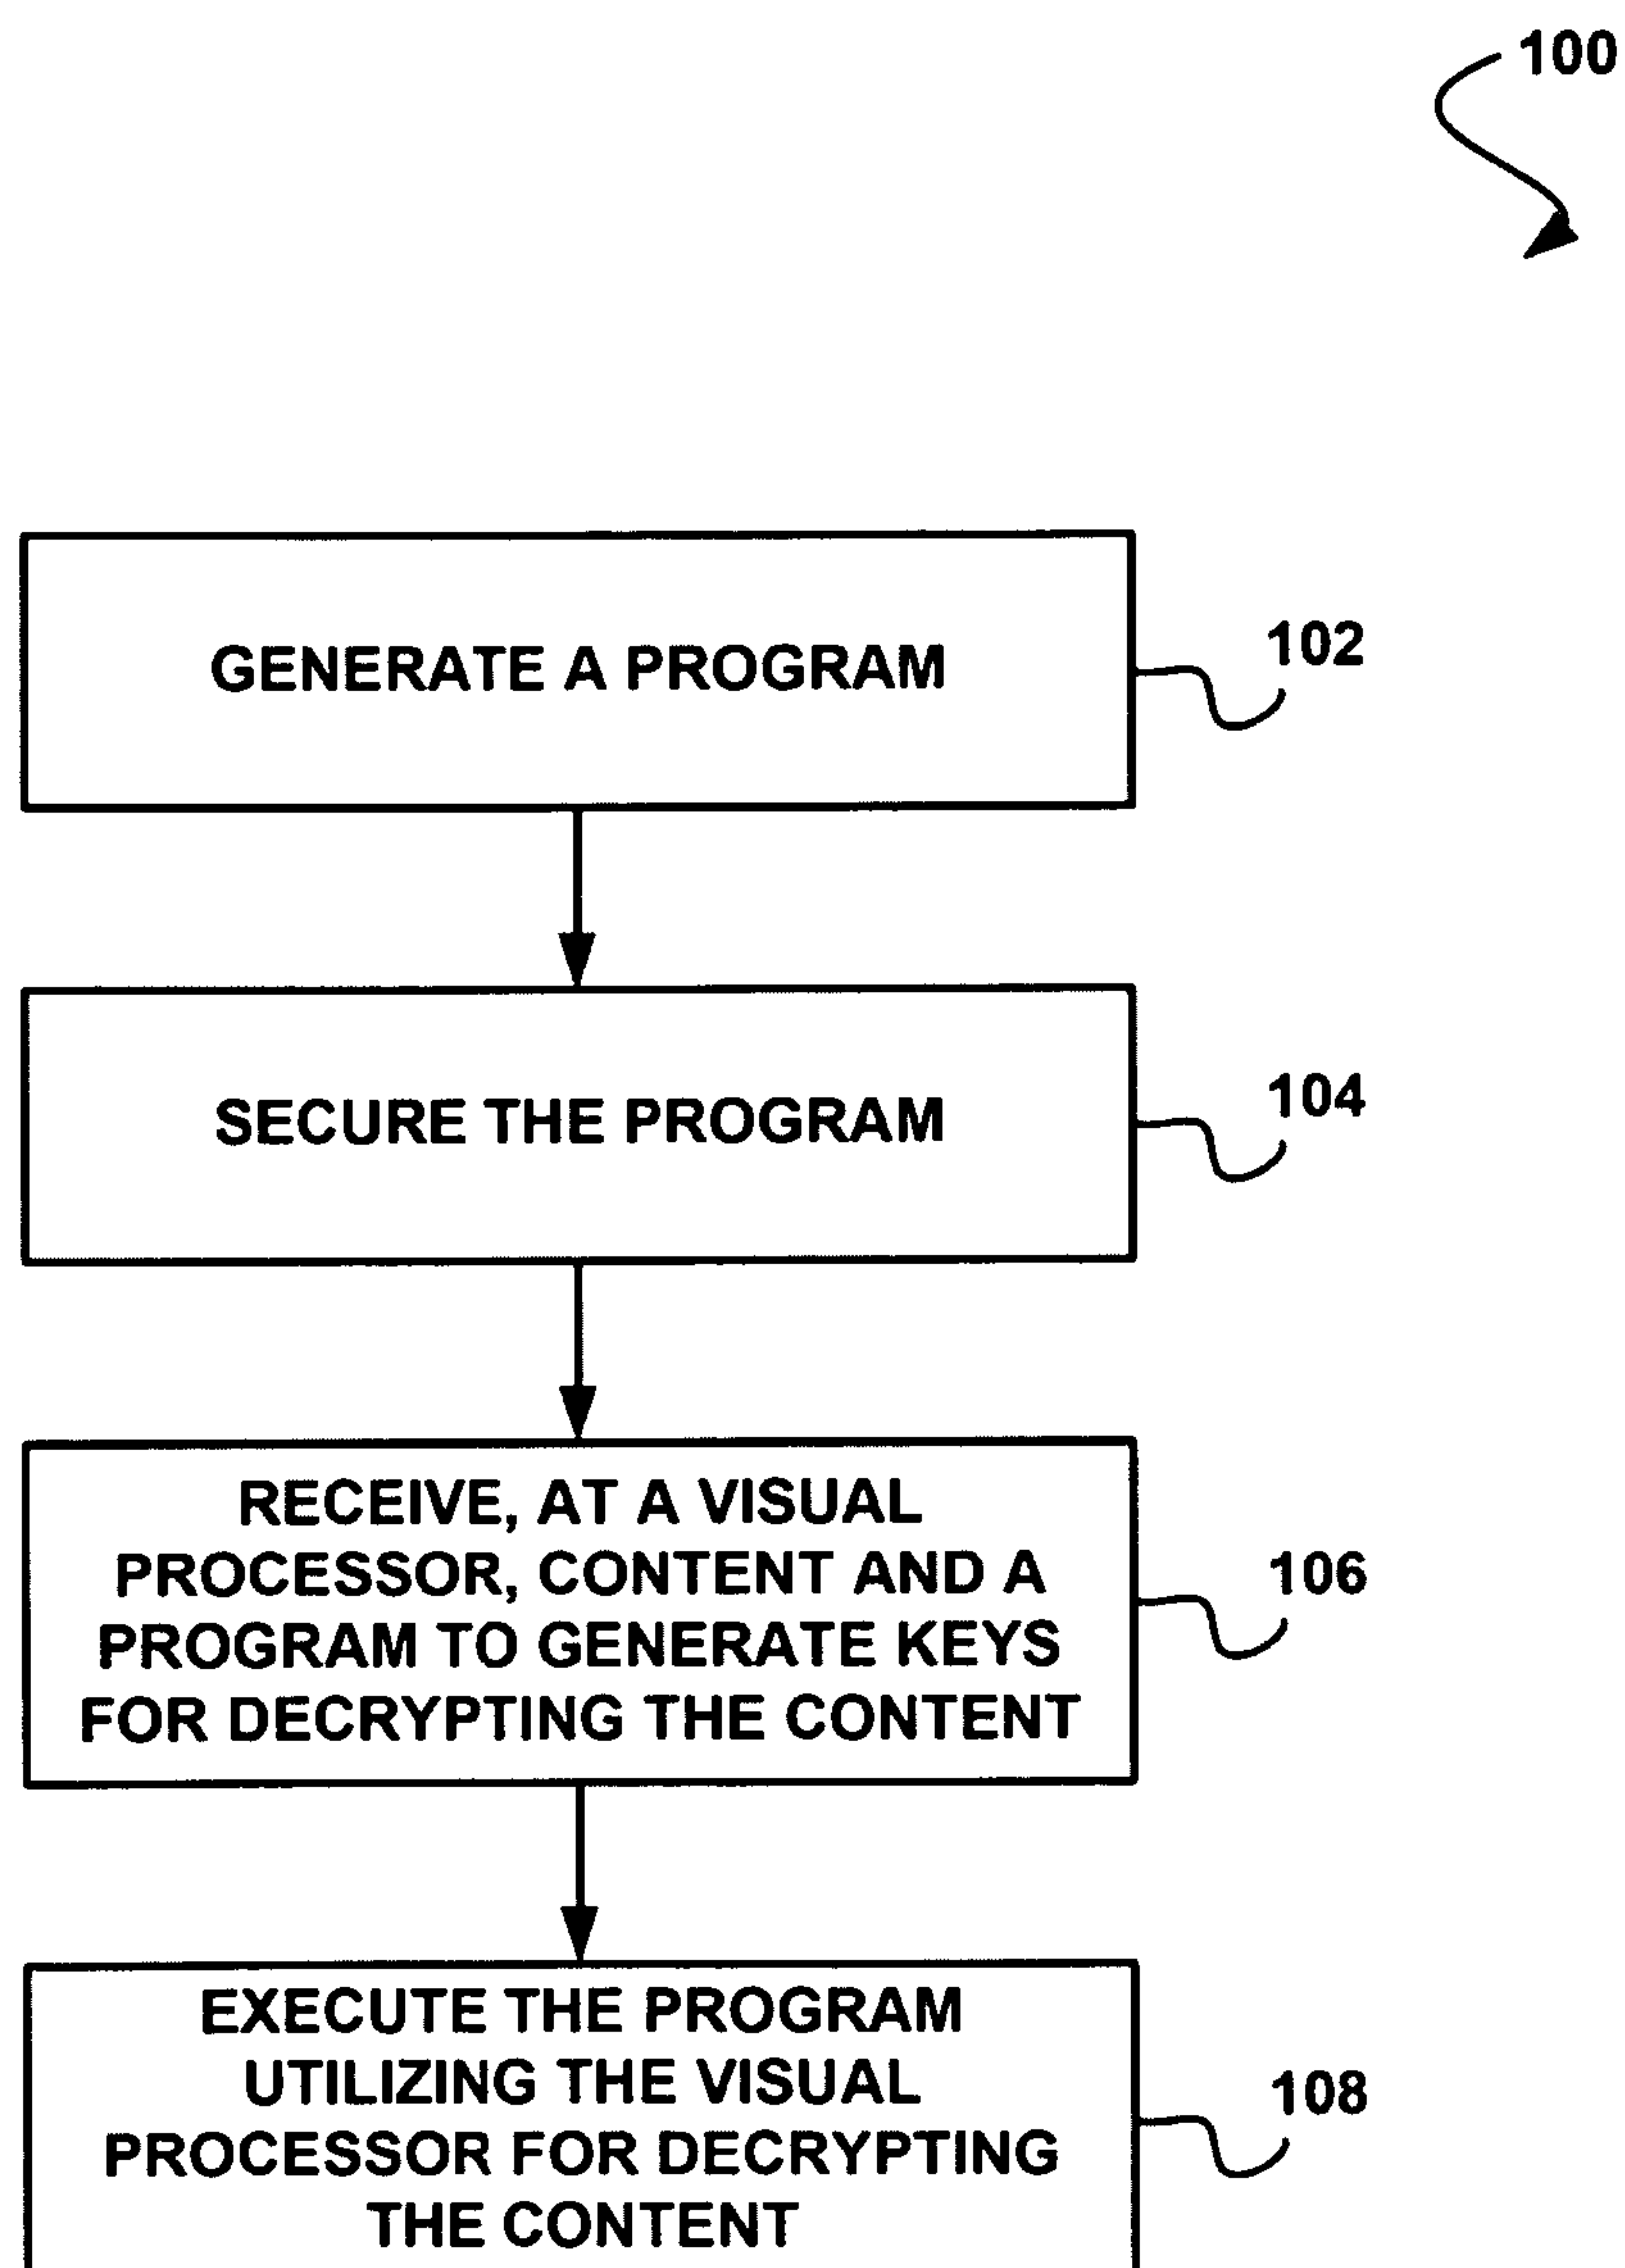 100
GENERATE A PROGRAM
102
SECURE THE PROGRAM
104
RECEIVE, AT A VISUAL
PROCESSOR, CONTENT AND A
PROGRAM TO GENERATE KEYS
FOR DECRYPTING THE CONTENT
106
EXECUTE THE PROGRAM
UTILIZING THE VISUAL
PROCESSOR FOR DECRYPTING
THE CONTENT
108